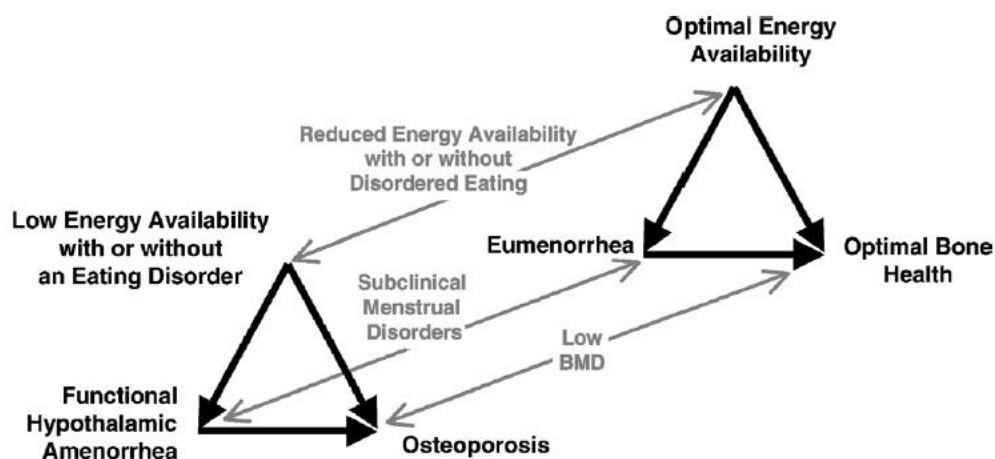 Optimal Energy
Availability
Reduced Energy Availability
with or without
Disordered Eating
Low Energy Availability
with or without
an Eating Disorder
Eumenorrhea
Optimal Bone
Health
Subclinical
Menstrual
Disorders
Low
BMD
Functional
Hypothalamic
Amenorrhea
Osteoporosis